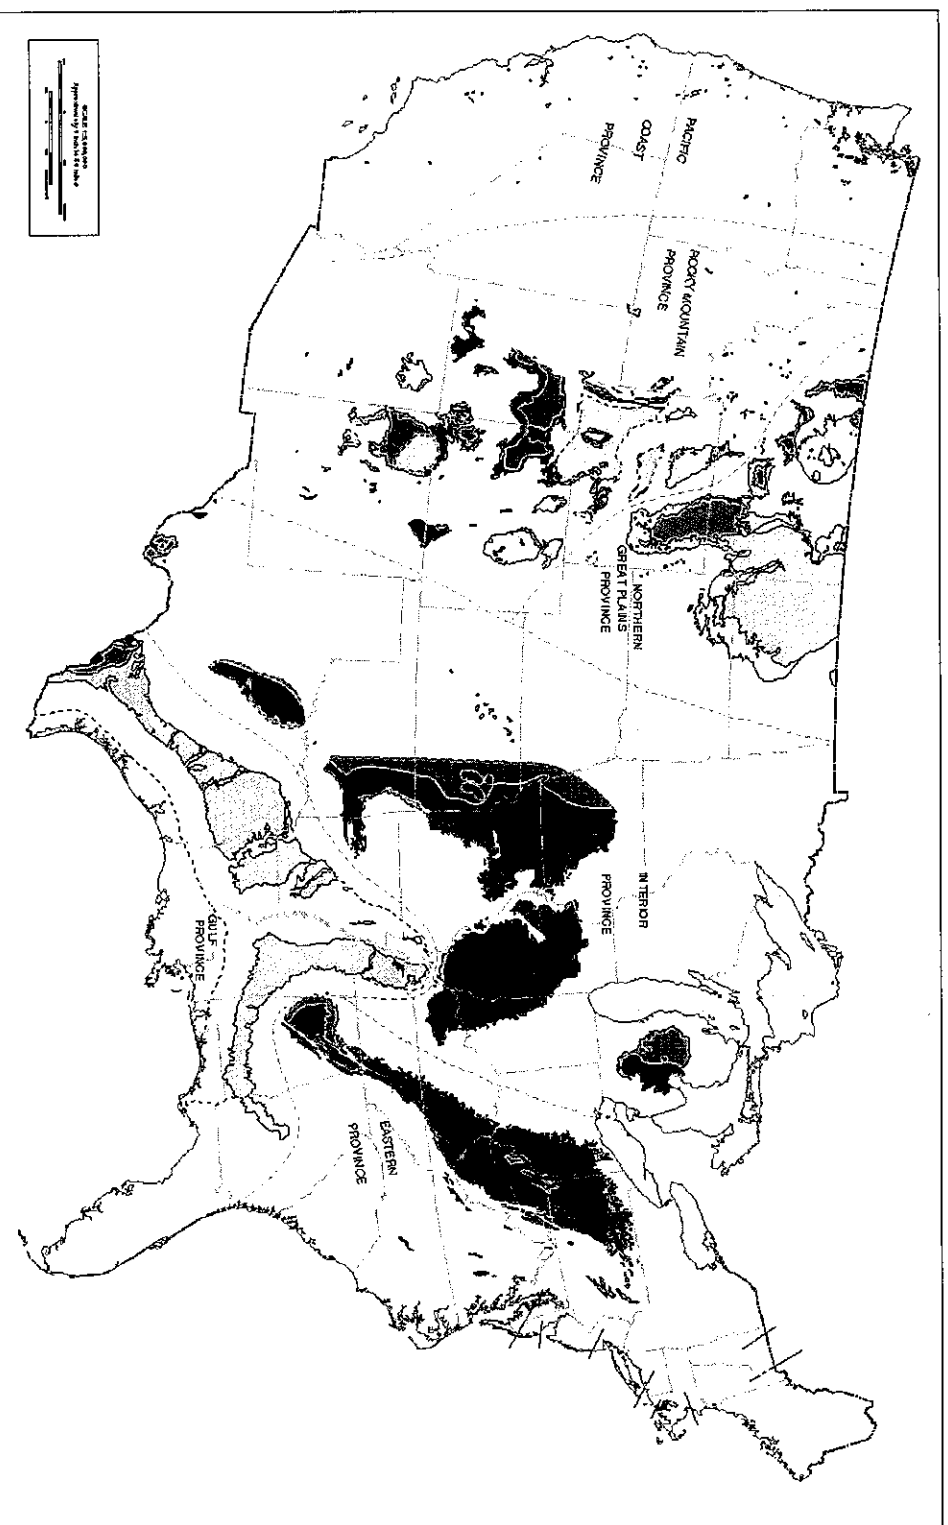 PACIFIC
COAST
PROVINCE
ROCKY MOUNTAIN
PROVINCE
NORTHERN
GREAT PLAINS
PROVINCE
INTERIOR
PROVINCE
GULF
PROVINCE
EASTERN
PROVINCE